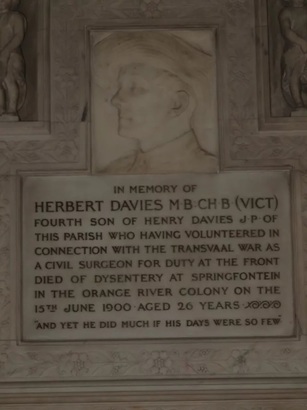 IN MEMORY OF
HERBERT DAVIES M·B·CH·B (VICT)
FOURTH SON OF HENRY DAVIES J·P·OF
THIS PARISH WHO HAVING VOLUNTEERED IN
CONNECTION WITH THE TRANSVAAL WAR AS
A CIVIL SURGEON FOR DUTY AT THE FRONT
DIED OF DYSENTERY AT SPRINGFONTEIN
IN THE ORANGE RIVER COLONY ON THE
15TH JUNE 1900·AGED 26 YEARS
"AND YET HE DID MUCH IF HIS DAYS WERE SO FEW"